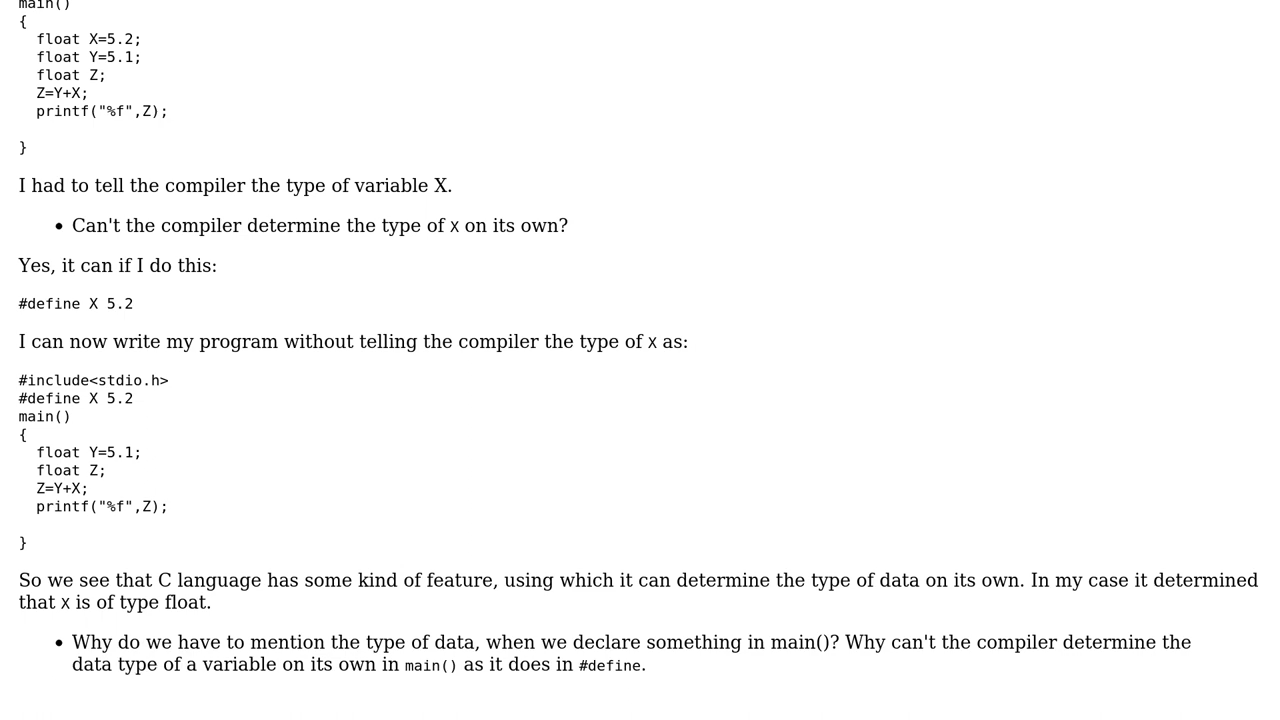 main()
{
  float X=5.2;
  float Y=5.1;
  float Z;
  Z=Y+X;
  printf("%f",Z);
}
I had to tell the compiler the type of variable X.
• Can't the compiler determine the type of X on its own?
Yes, it can if I do this:
#define X 5.2
I can now write my program without telling the compiler the type of X as:
#include<stdio.h>
#define X 5.2
main()
{
  float Y=5.1;
  float Z;
  Z=Y+X;
  printf("%f",Z);
}
So we see that C language has some kind of feature, using which it can determine the type of data on its own. In my case it determined
that X is of type float.
• Why do we have to mention the type of data, when we declare something in main()? Why can't the compiler determine the
data type of a variable on its own in main() as it does in #define.